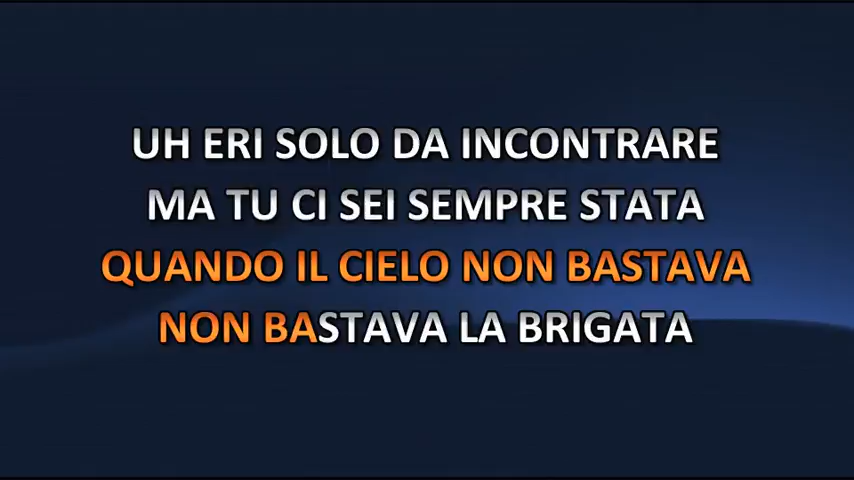 UH ERI SOLO DA INCONTRARE
MA TU CI SEI SEMPRE STATA
QUANDO IL CIELO NON BASTAVA
NON BASTAVA LA BRIGATA